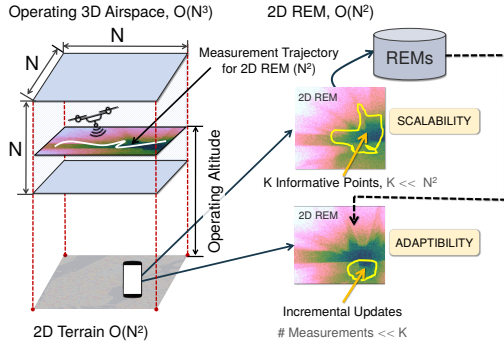 Operating 3D Airspace, O(N³)
2D REM, O(N²)
N
N
N
Measurement Trajectory
for 2D REM (N²)
REMs
2D REM
SCALABILITY
K Informative Points, K << N²
Operating Altitude
2D REM
ADAPTIBILITY
Incremental Updates
# Measurements << K
2D Terrain O(N²)